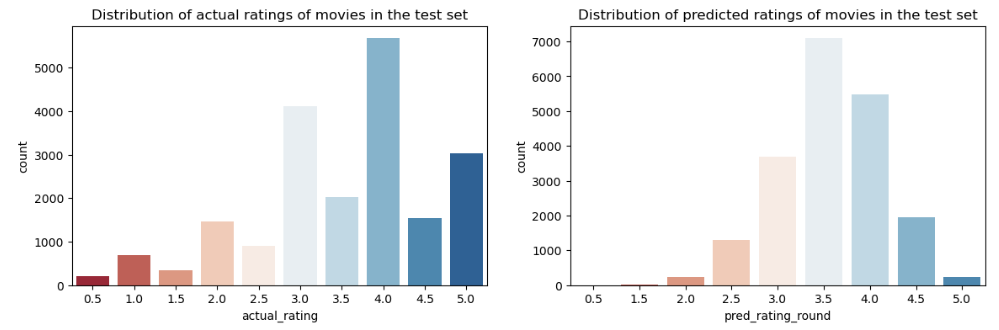 Distribution of actual ratings of movies in the test set
5000
4000
3000
2000
1000
0
count
0.5 1.0 1.5 2.0 2.5 3.0 3.5 4.0 4.5 5.0
actual_rating
Distribution of predicted ratings of movies in the test set
7000
6000
5000
4000
3000
2000
1000
0
count
0.5 1.5 2.0 2.5 3.0 3.5 4.0 4.5 5.0
pred_rating_round